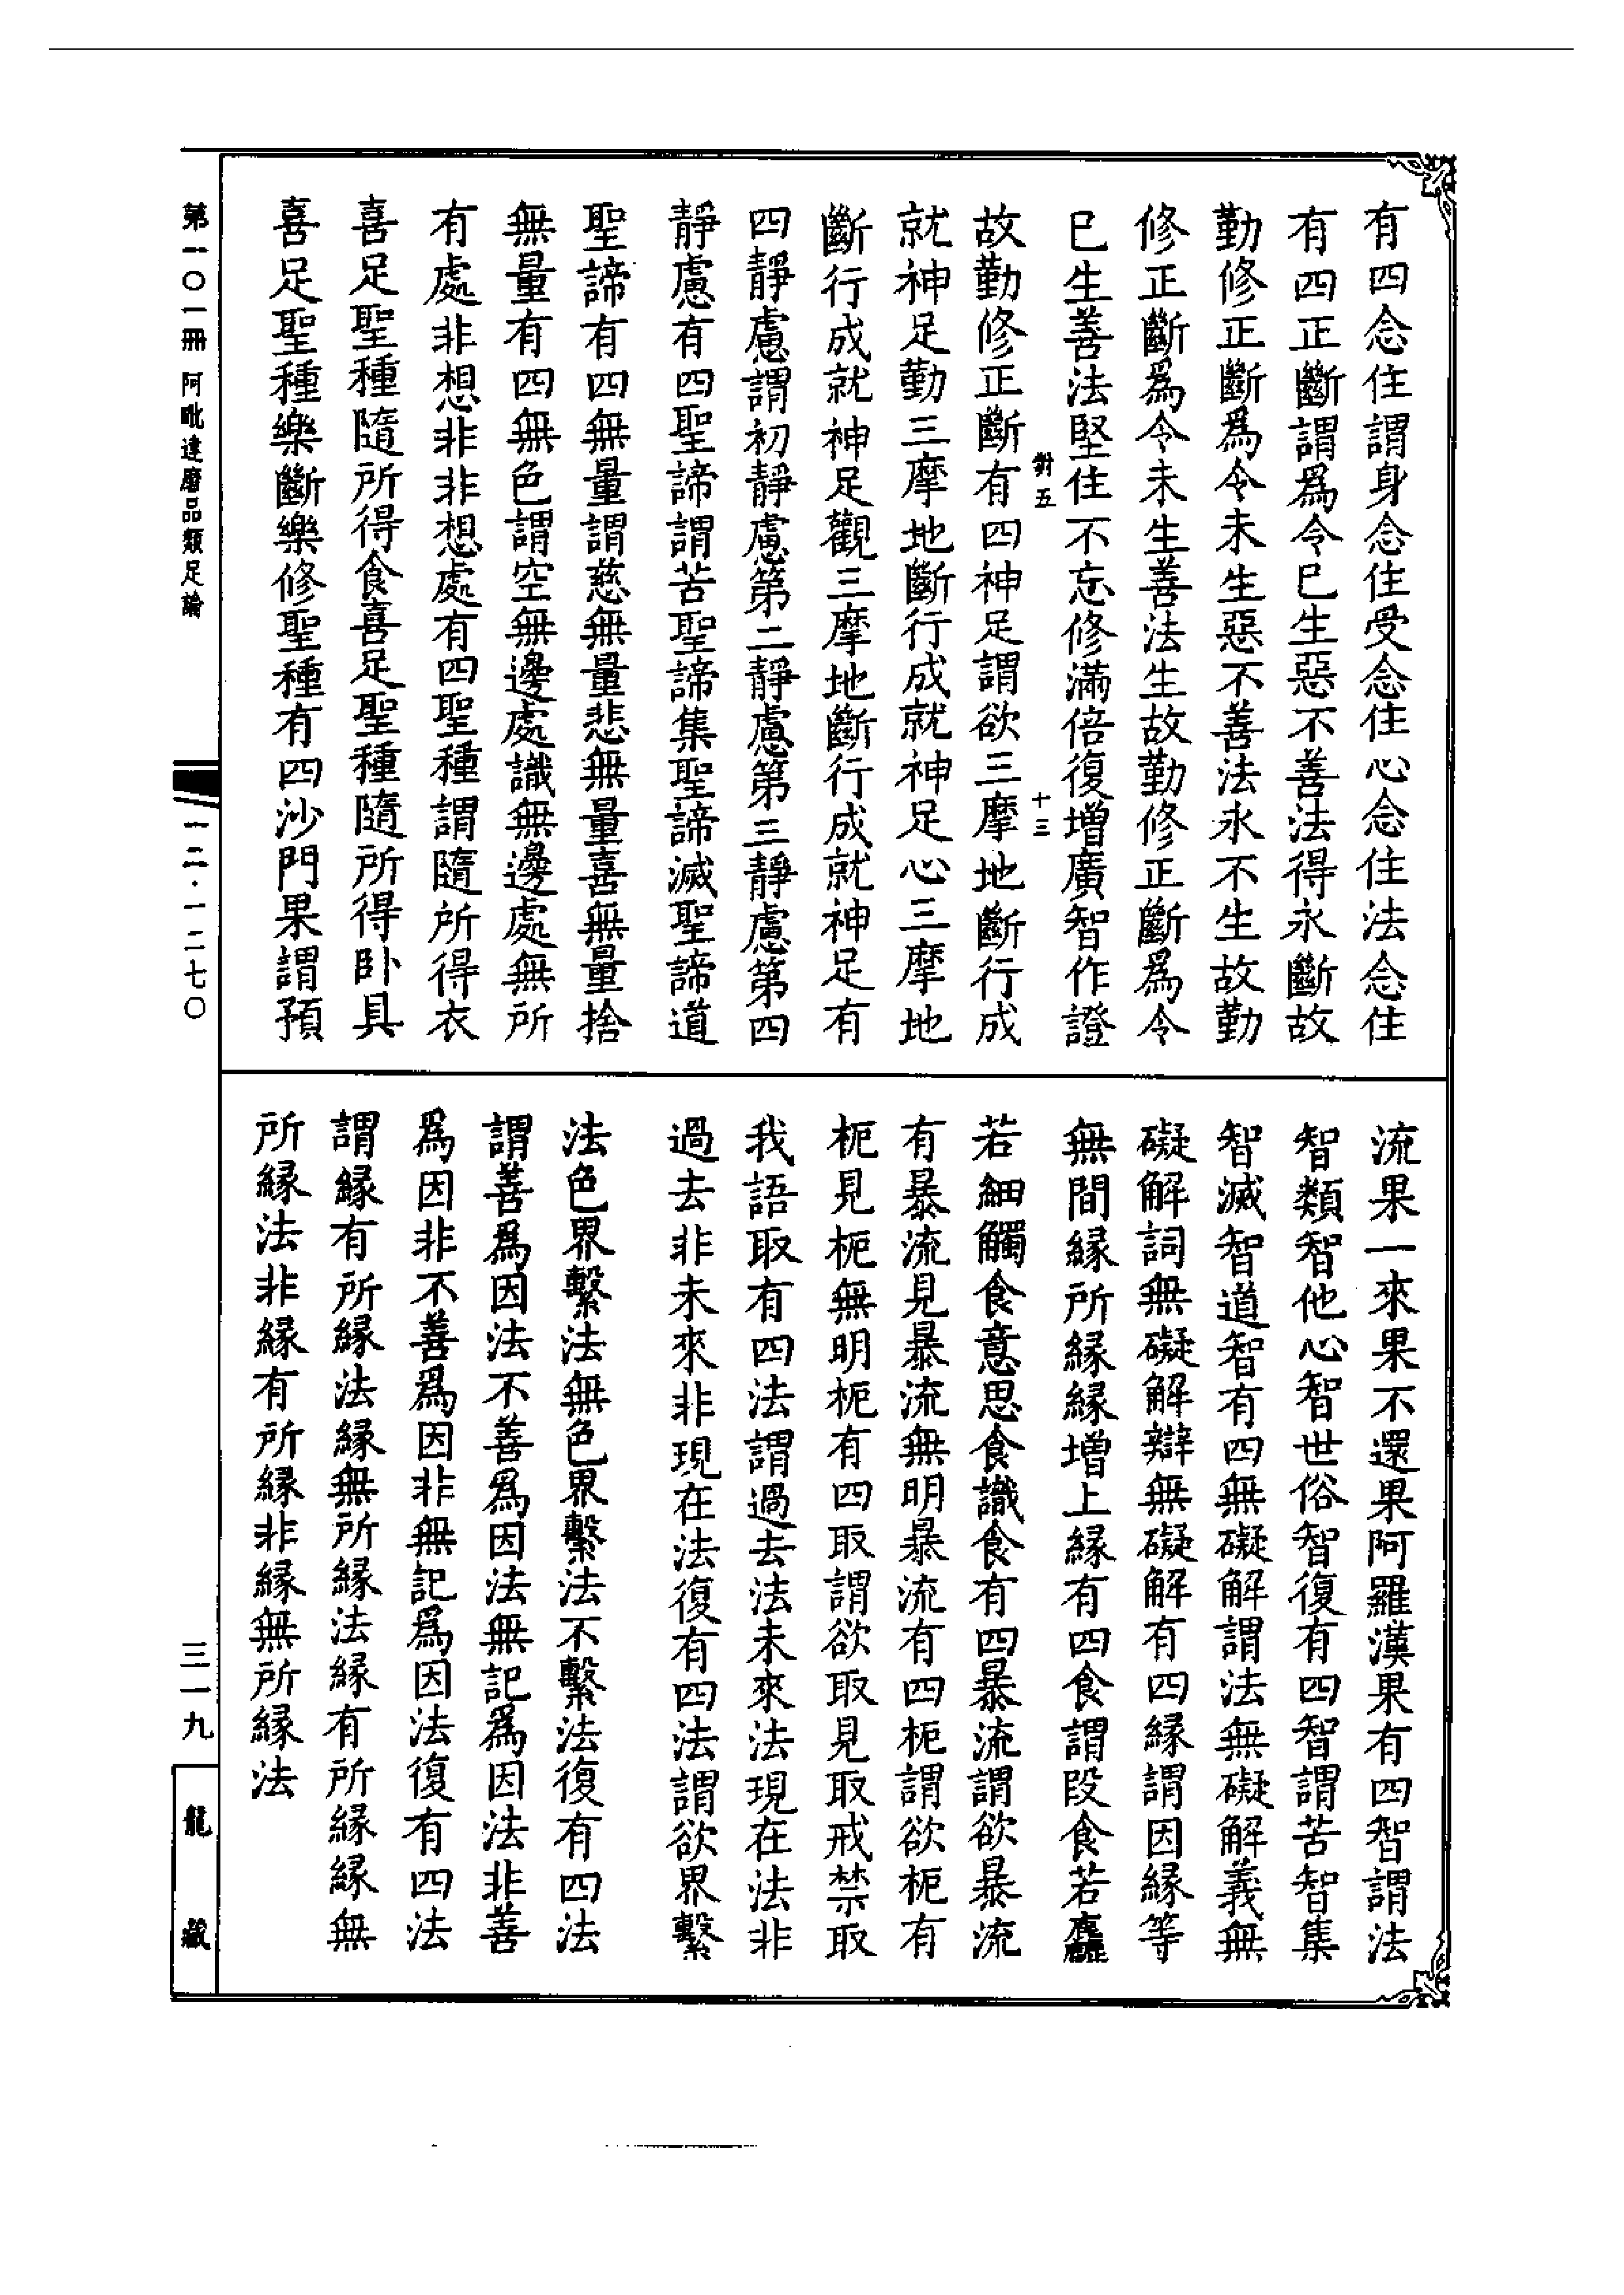 有四念住謂身念住受念住心念住法念住
有四正斷謂爲令已生惡不善法得永斷故
勤修正斷爲令未生惡不善法永不生故勤
修正斷爲令未生善法生故勤修正斷爲令
已生善法堅住不忘修滿倍復增廣智作證
對五
十三
故勤修正斷有四神足謂欲三摩地斷行成
就神足勤三摩地斷行成就神足心三摩地
斷行成就神足觀三摩地斷行成就神足有
四靜慮謂初靜慮第二靜慮第三靜慮第四
靜慮有四聖諦謂苦聖諦集聖諦滅聖諦道
聖諦有四無量謂慈無量悲無量喜無量捨
無量有四無色謂空無邊處識無邊處無所
有處非想非非想處有四聖種謂隨所得衣
喜足聖種隨所得食喜足聖種隨所得卧具
喜足聖種樂斷樂修聖種有四沙門果謂預
流果一來果不還果阿羅漢果有四智謂法
智類智他心智世俗智復有四智謂苦智集
智滅智道智有四無礙解謂法無礙解義無
礙解詞無礙解辯無礙解有四緣謂因緣等
無間緣所緣緣增上緣有四食謂段食若麤
若細觸食意思食識食有四暴流謂欲暴流
有暴流見暴流無明暴流有四枙謂欲枙有
枙見枙無明枙有四取謂欲取見取戒禁取
我語取有四法謂過去法未來法現在法非
過去非未來非現在法復有四法謂欲界繫
法色界繫法無色界繫法不繫法復有四法
謂善爲因法不善爲因法無記爲因法非善
爲因非不善爲因非無記爲因法復有四法
謂緣有所緣法緣無所緣法緣有所緣緣無
所緣法非緣有所緣非緣無所緣法
第一〇一冊 阿毗達磨品類足論
一二·一二七〇
三一九
龍藏